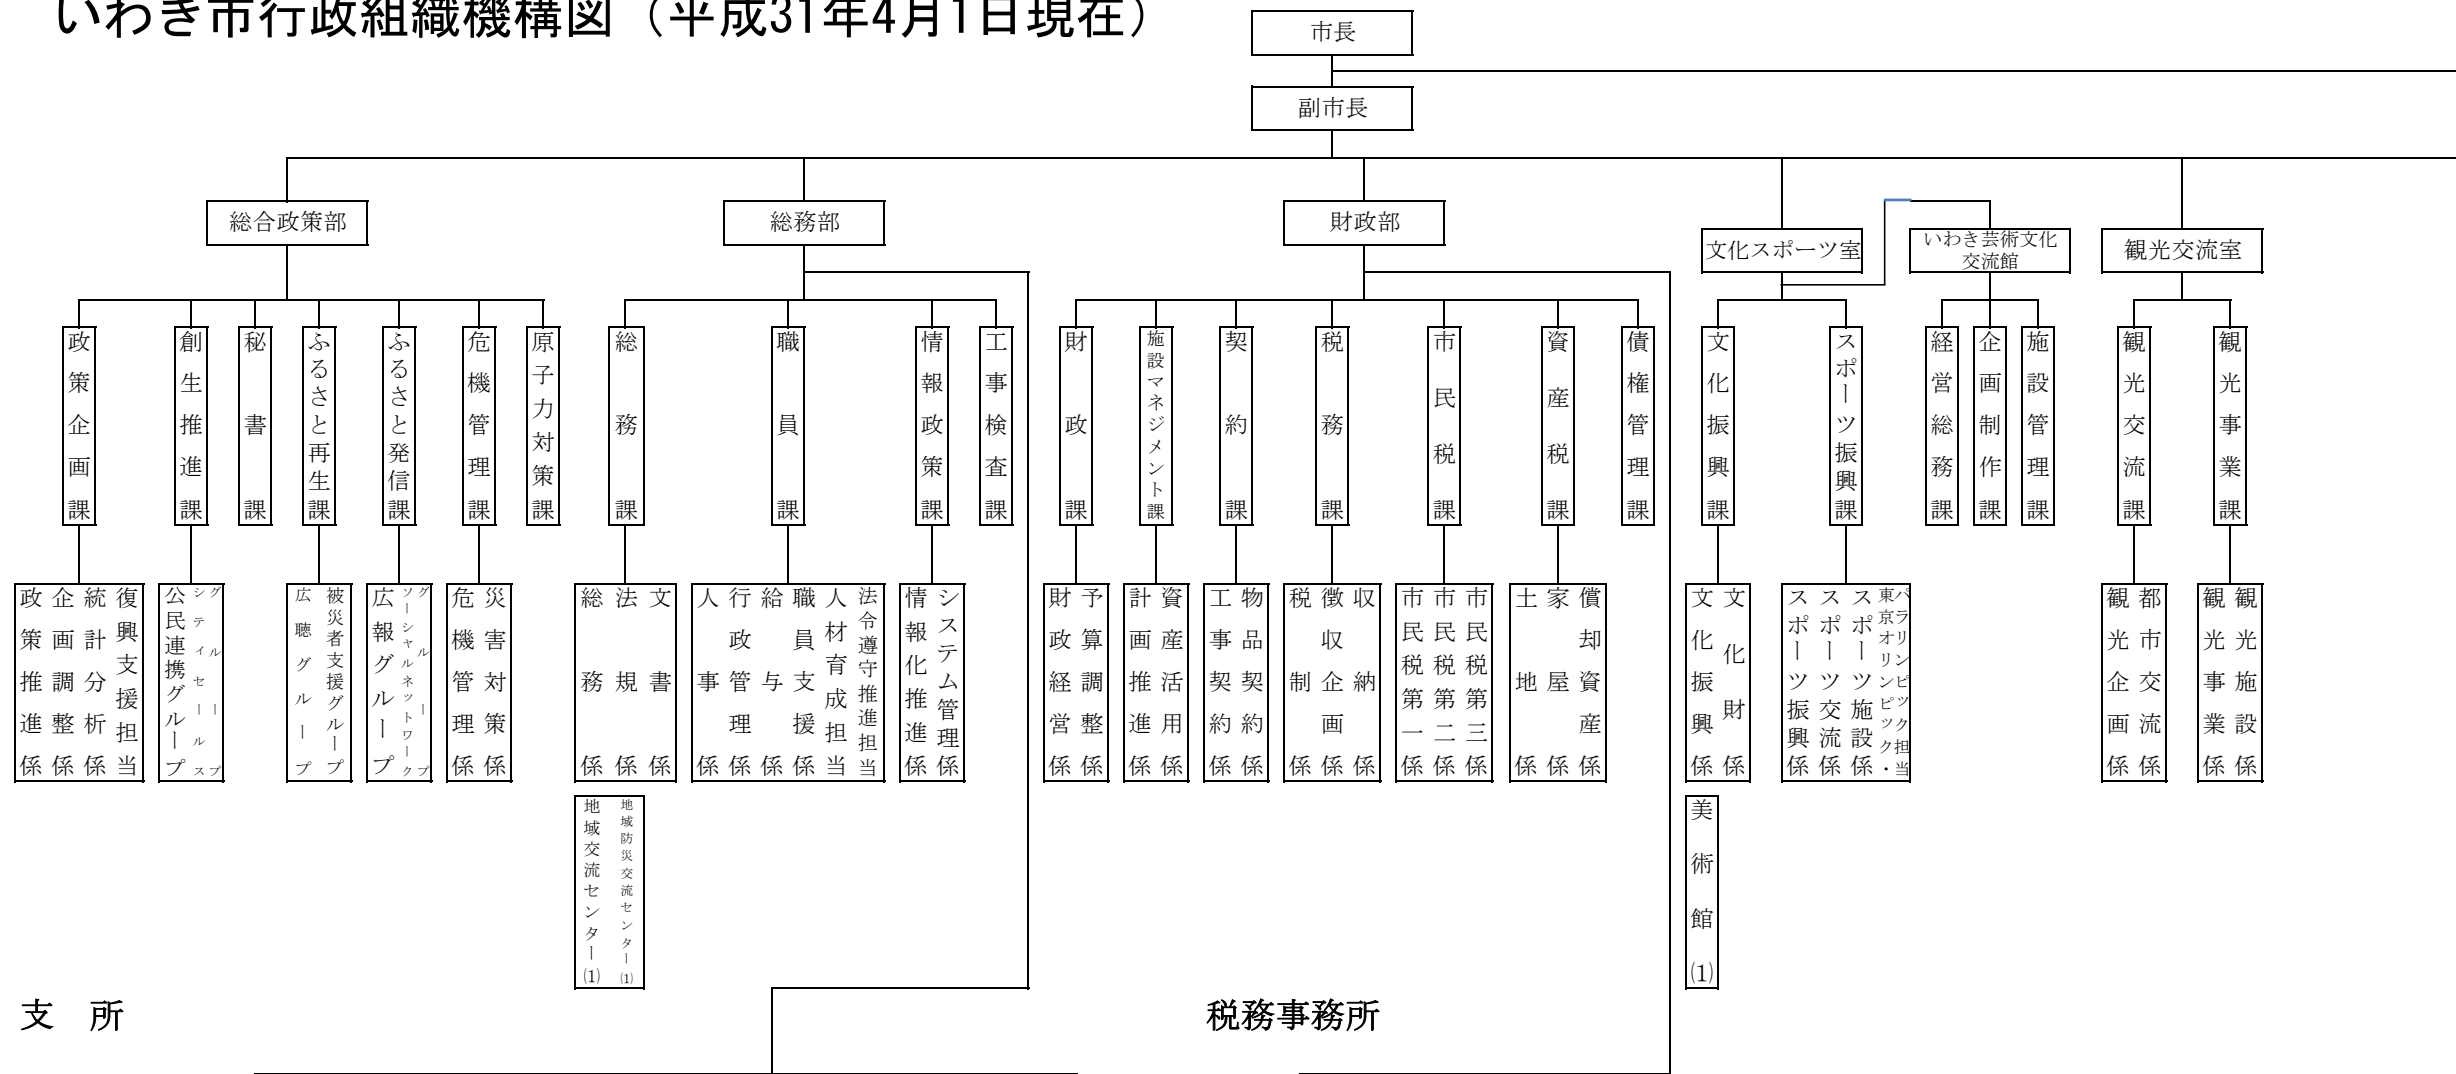 いわき市行政組織機構図（平成31年4月1日現在）
市長
副市長
総合政策部
総務部
財政部
文化スポーツ室
いわき芸術文化
交流館
観光交流室
政策企画課
創生推進課
秘書課
ふるさと再生課
ふるさと発信課
危機管理課
原子力対策課
総務課
職員課
情報政策課
工事検査課
財政課
施設マネジメント課
契約課
税務課
市民税課
資産税課
債権管理課
文化振興課
スポーツ振興課
経営総務課
企画制作課
施設管理課
観光交流課
観光事業課
政策推進係
企画調整係
統計分析係
復興支援担当
公民連携グループ
シティセールスグループ
広聴グループ
被災者支援グループ
広報グループ
ソーシャルネットワークグループ
危機管理係
災害対策係
総務係
法規係
文書係
人事係
行政管理係
給与係
職員支援係
人材育成担当
法令遵守推進担当
情報化推進係
システム管理係
財政経営係
予算調整係
計画推進係
資産活用係
工事契約係
物品契約係
税制係
徴収企画係
収納係
市民税第一係
市民税第二係
市民税第三係
土地係
家屋係
償却資産係
文化振興係
文化財係
スポーツ振興係
スポーツ交流係
スポーツ施設係
東京オリンピック・
パラリンピック担当
観光企画係
都市交流係
観光事業係
観光施設係
地域交流センター(1)
地域防災交流センター(1)
美術館(1)
支　所
税務事務所